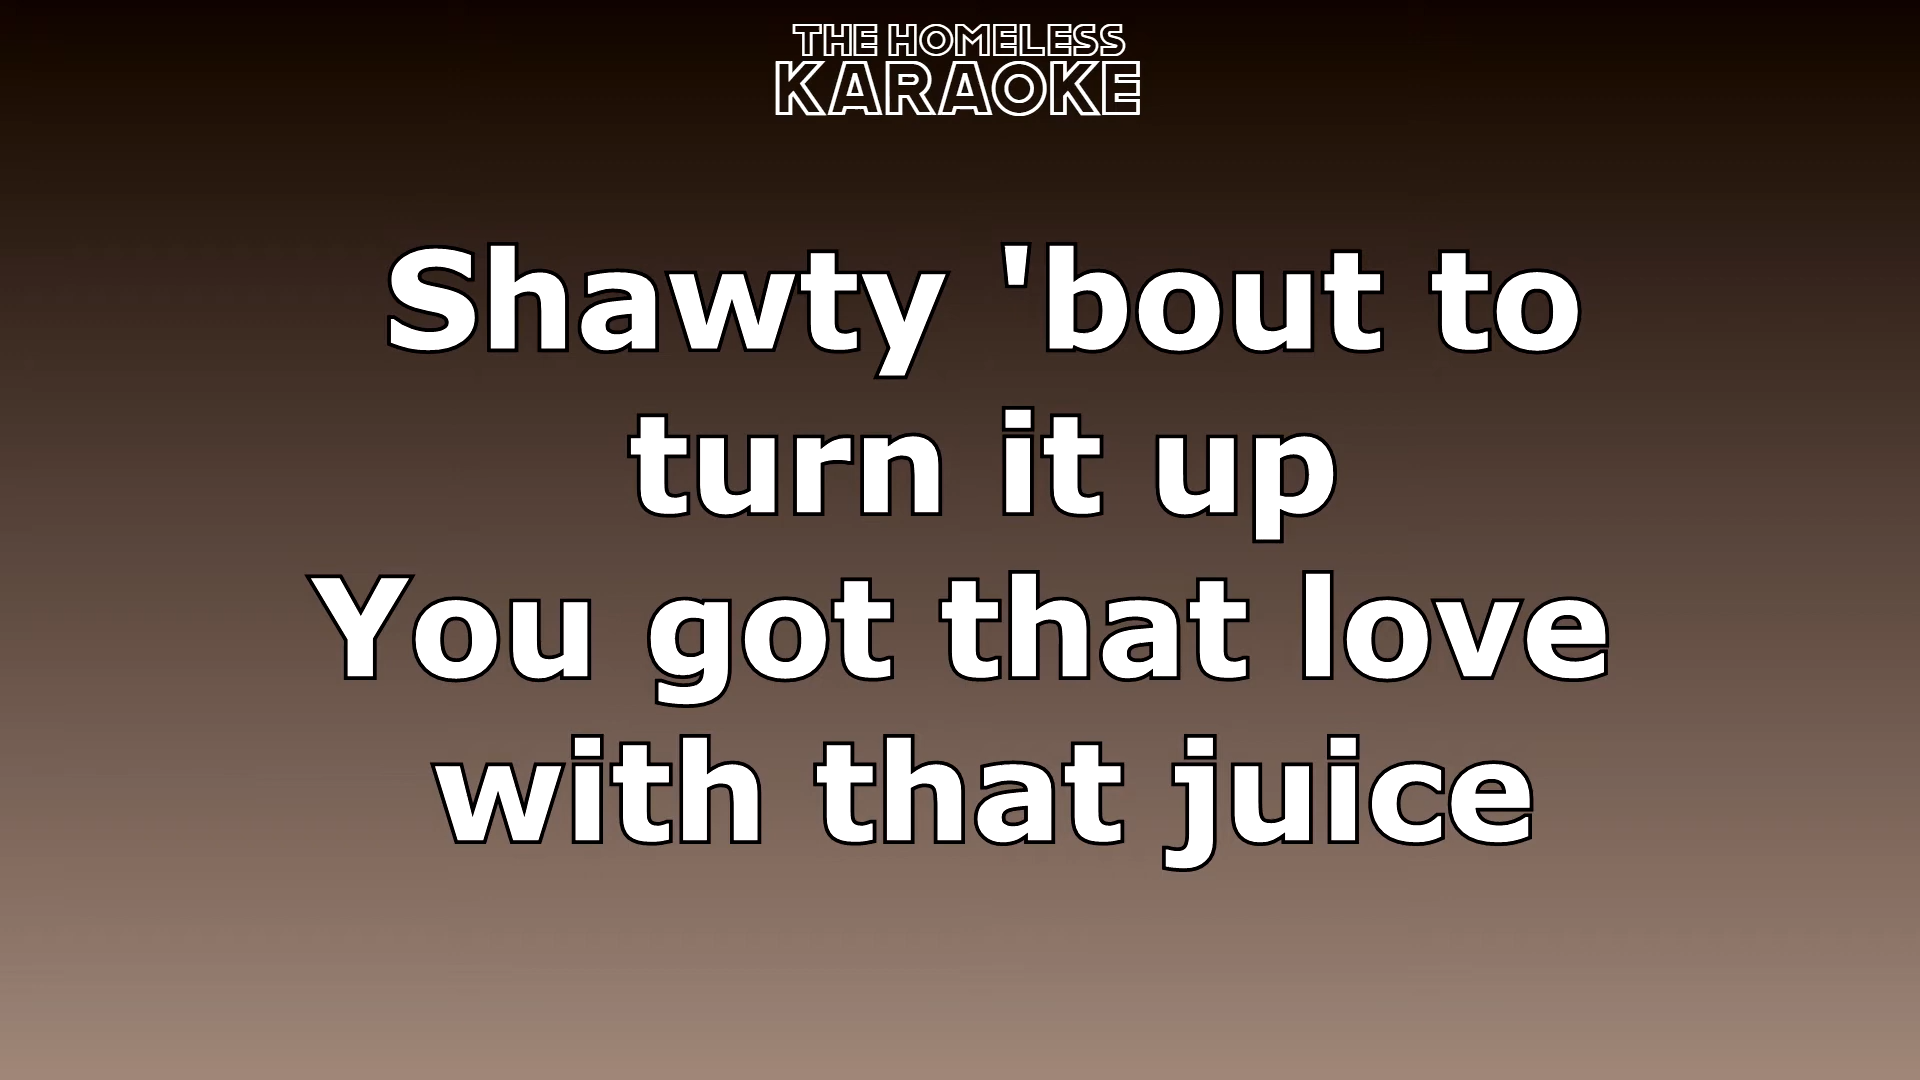 THE HOMELESS
KARAOKE
Shawty 'bout to
turn it up
You got that love
with that juice